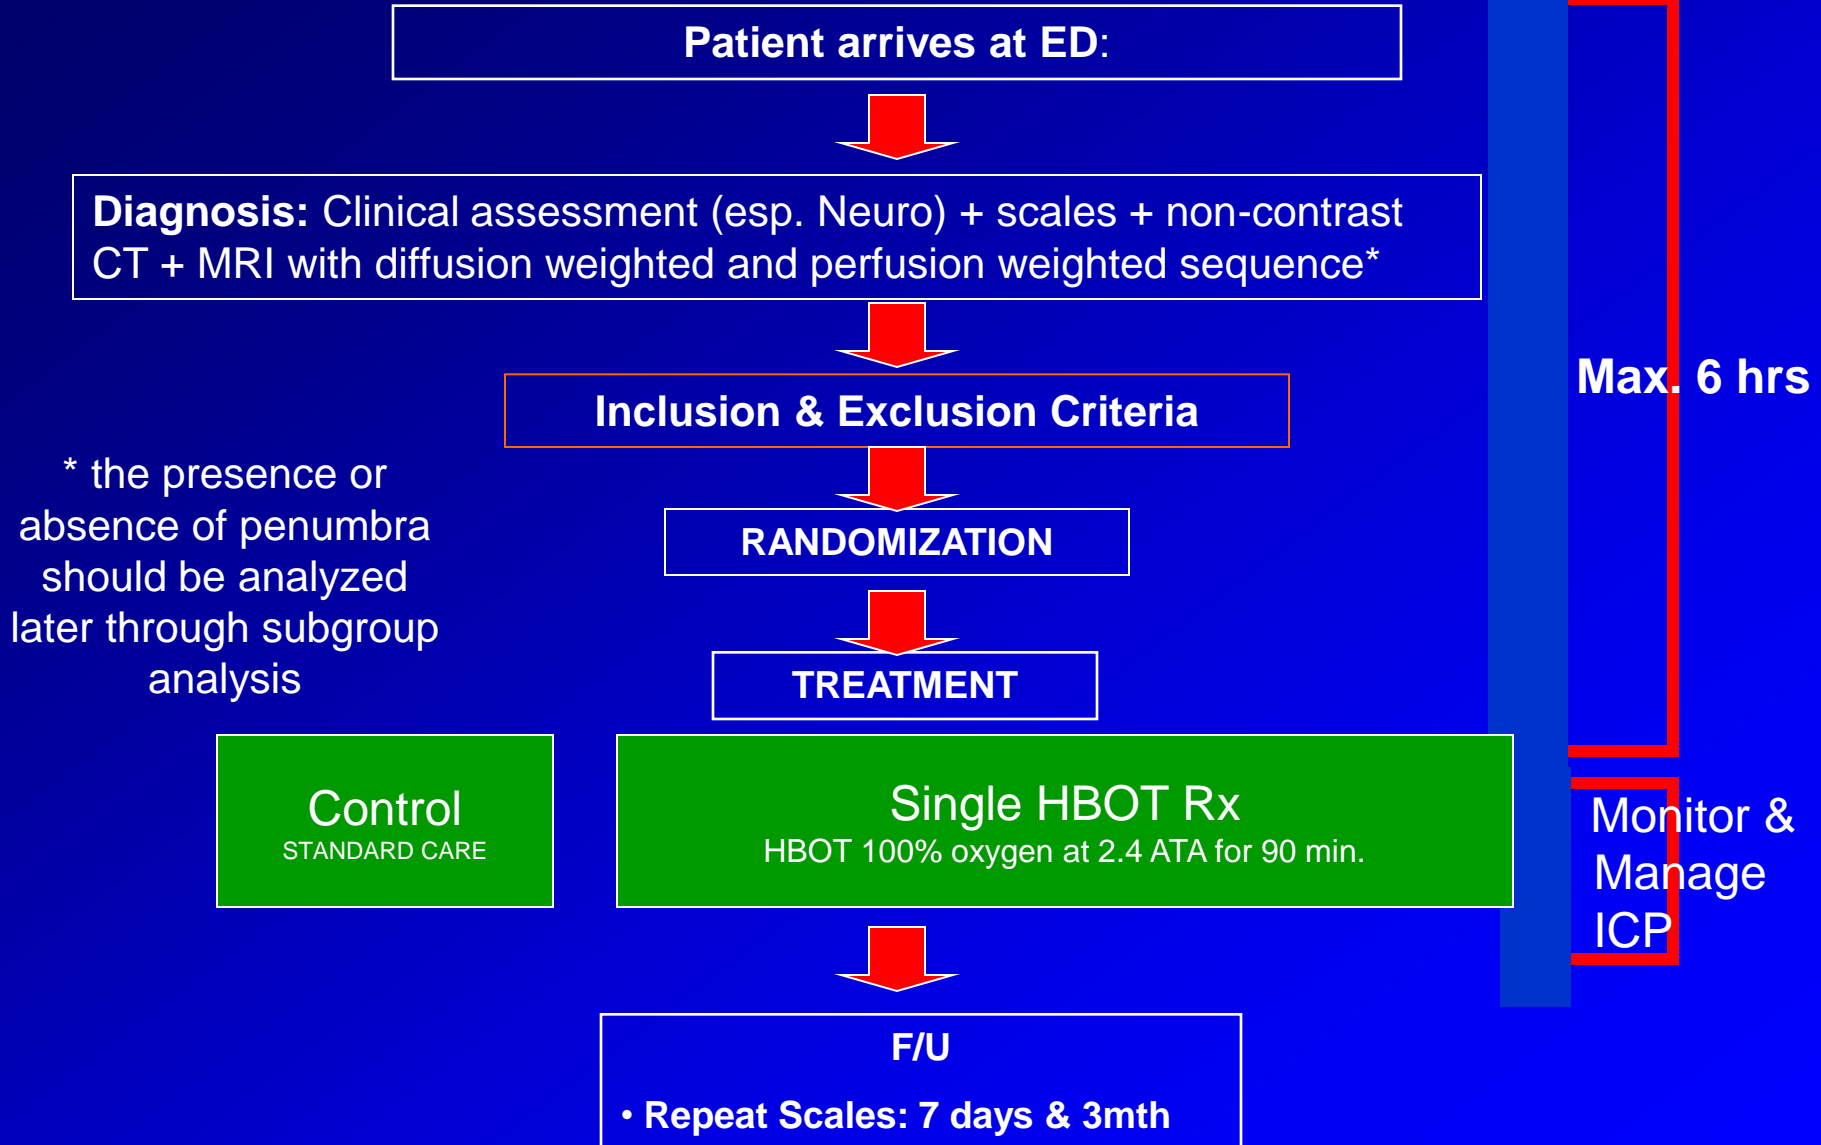 Patient arrives at ED:
Diagnosis: Clinical assessment (esp. Neuro) + scales + non-contrast
CT + MRI with diffusion weighted and perfusion weighted sequence*
Max. 6 hrs
Inclusion & Exclusion Criteria
* the presence or
absence of penumbra
should be analyzed
later through subgroup
analysis
RANDOMIZATION
TREATMENT
Control
STANDARD CARE
Single HBOT Rx
HBOT 100% oxygen at 2.4 ATA for 90 min.
Monitor &
Manage
ICP
F/U
• Repeat Scales: 7 days & 3mth